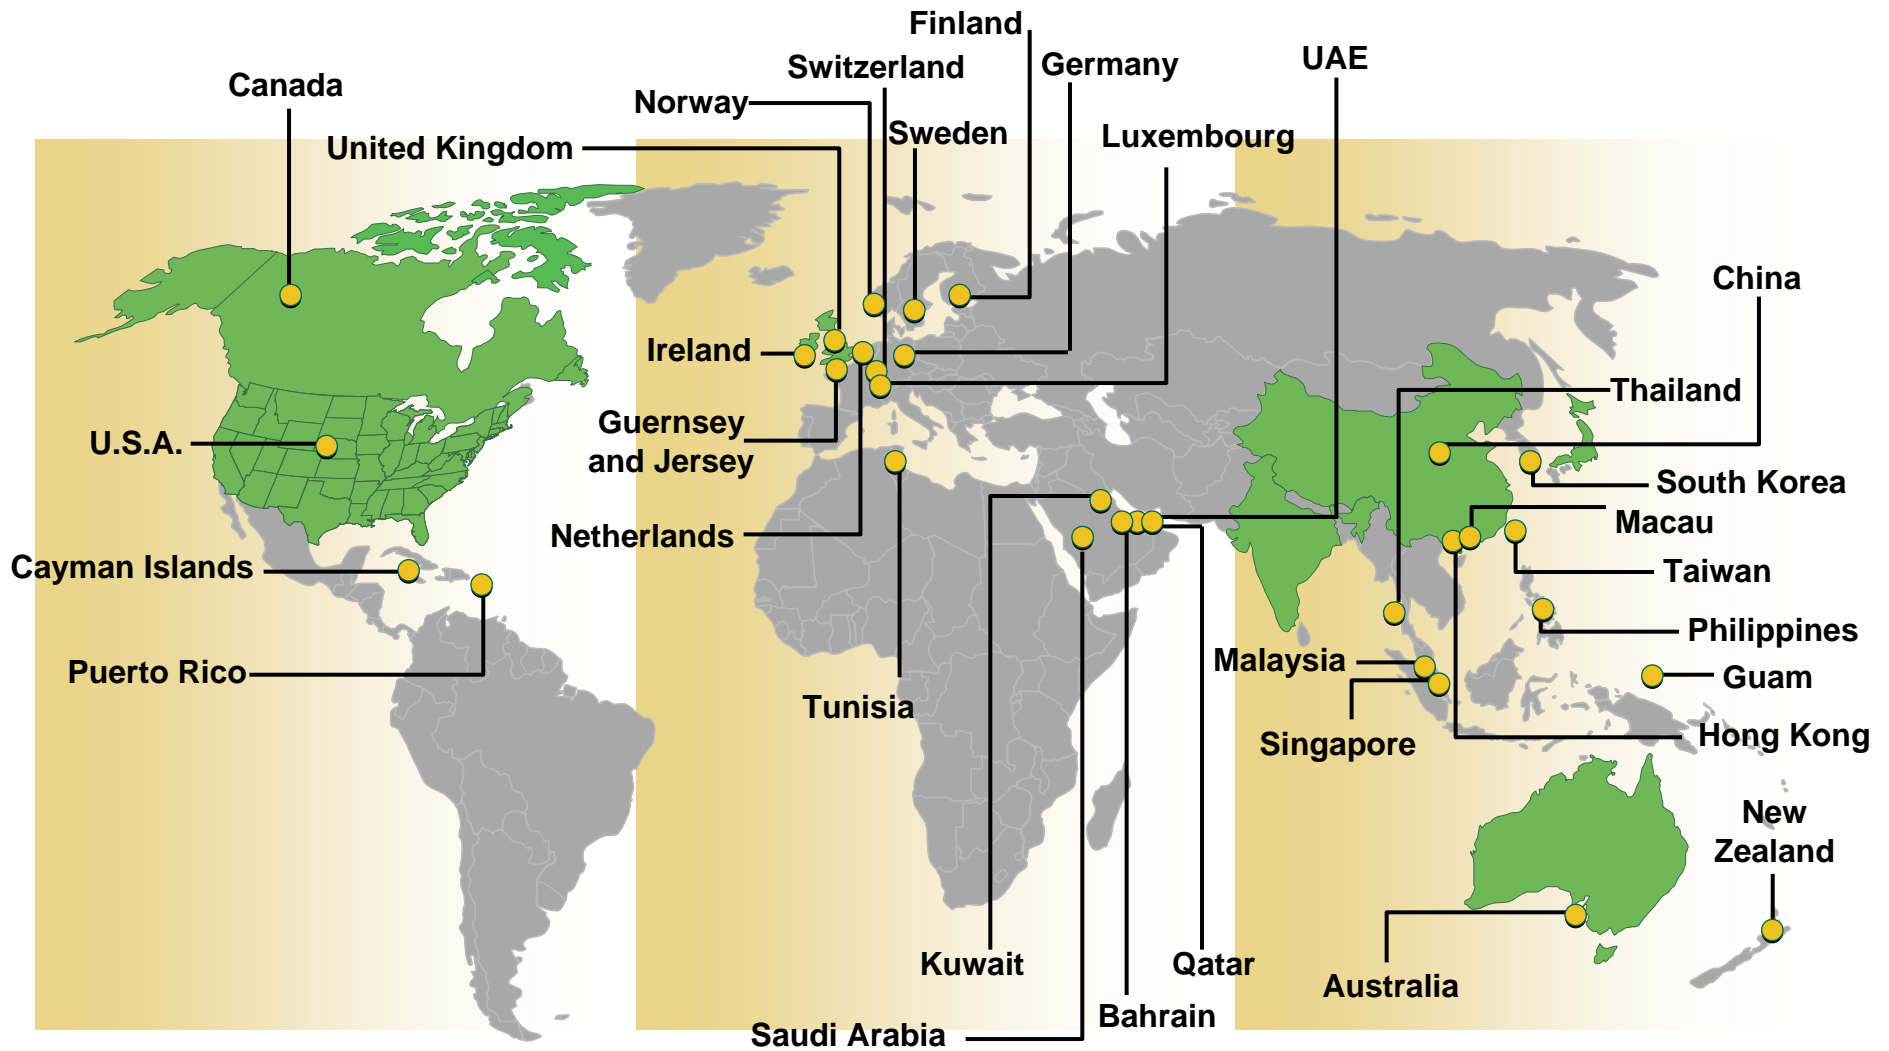 Finland
Switzerland
Germany
UAE
Canada
Norway
Sweden
Luxembourg
United Kingdom
China
Ireland
Thailand
Guernsey
and Jersey
U.S.A.
South Korea
Macau
Netherlands
Cayman Islands
Taiwan
Philippines
Malaysia
Puerto Rico
Guam
Tunisia
Hong Kong
Singapore
New
Zealand
Kuwait
Qatar
Australia
Bahrain
Saudi Arabia